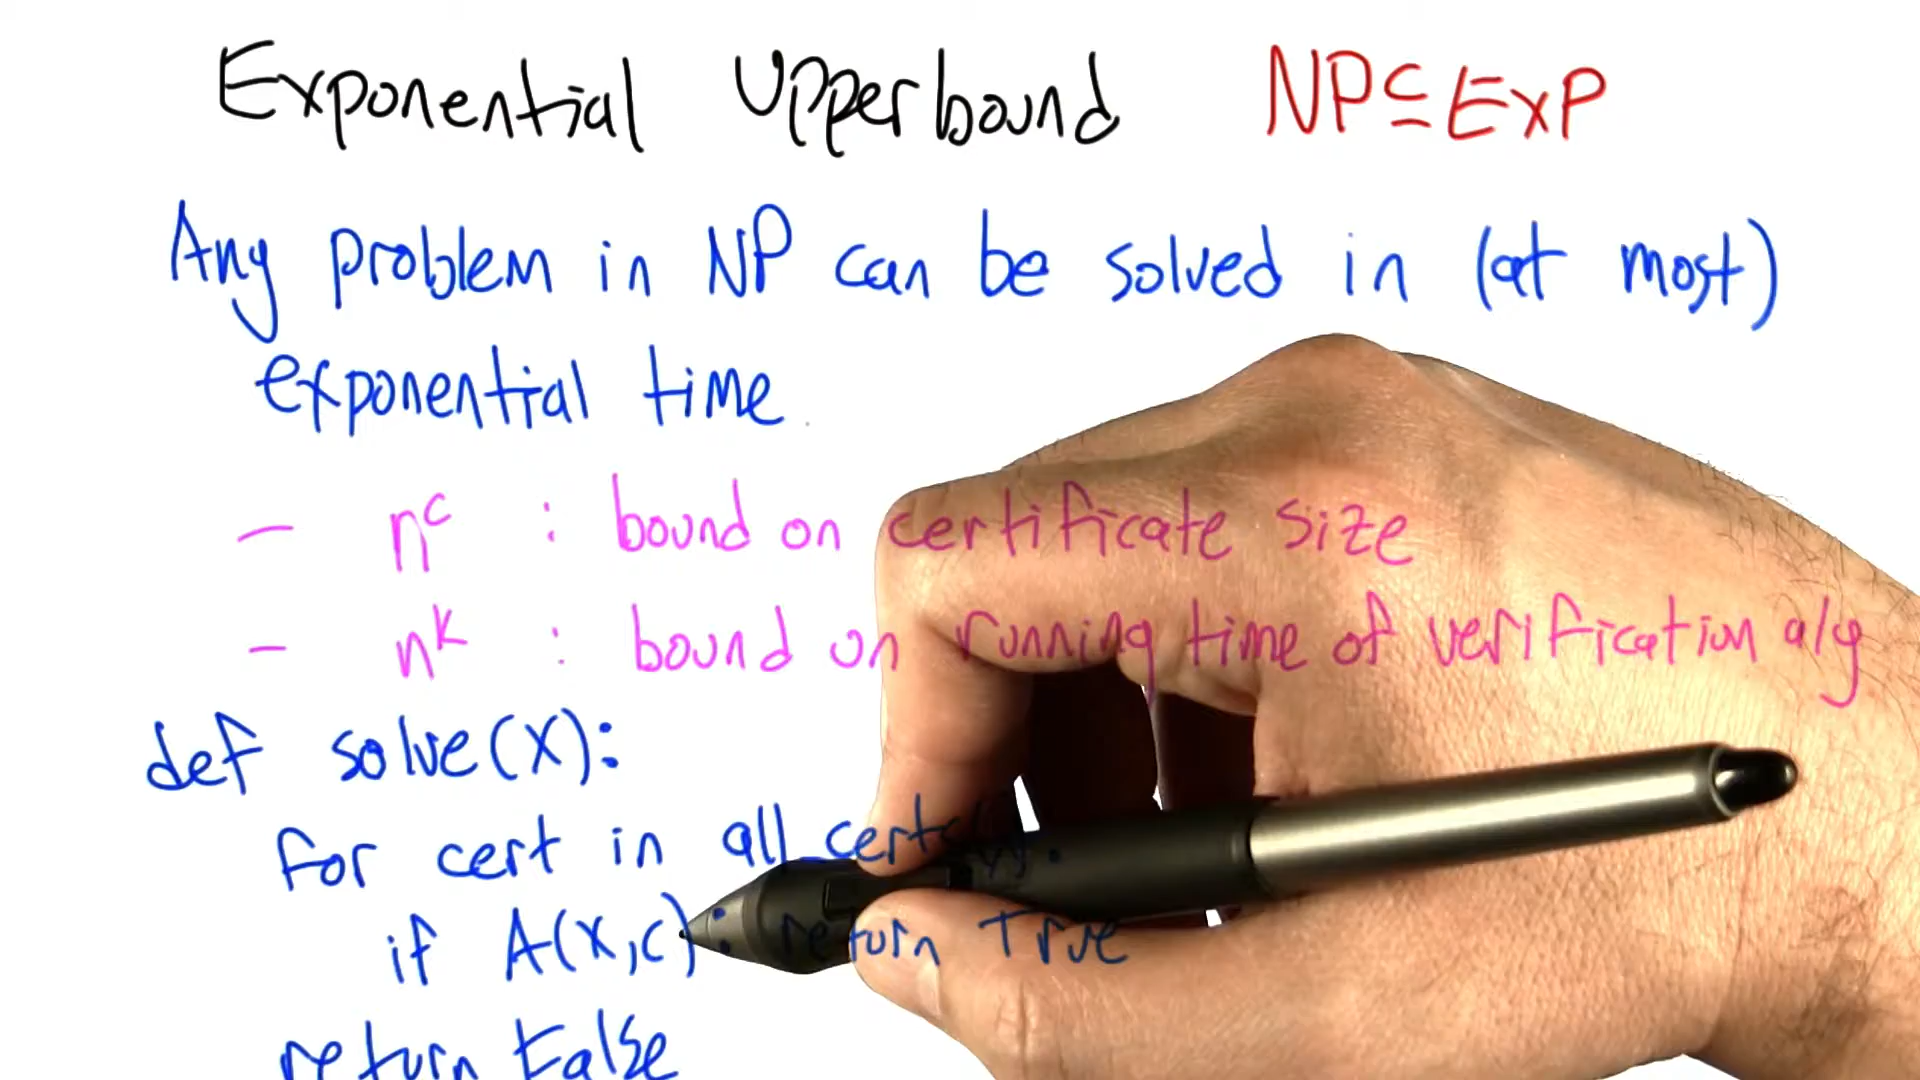 Exponential Upperbound NP⊆EXP
Any problem in NP can be solved in (at most)
exponential time
- n^c : bound on certificate size
- n^k : bound on running time of verification alg
def solve(x):
for cert in all_certs():
if A(x,c): return True
return False